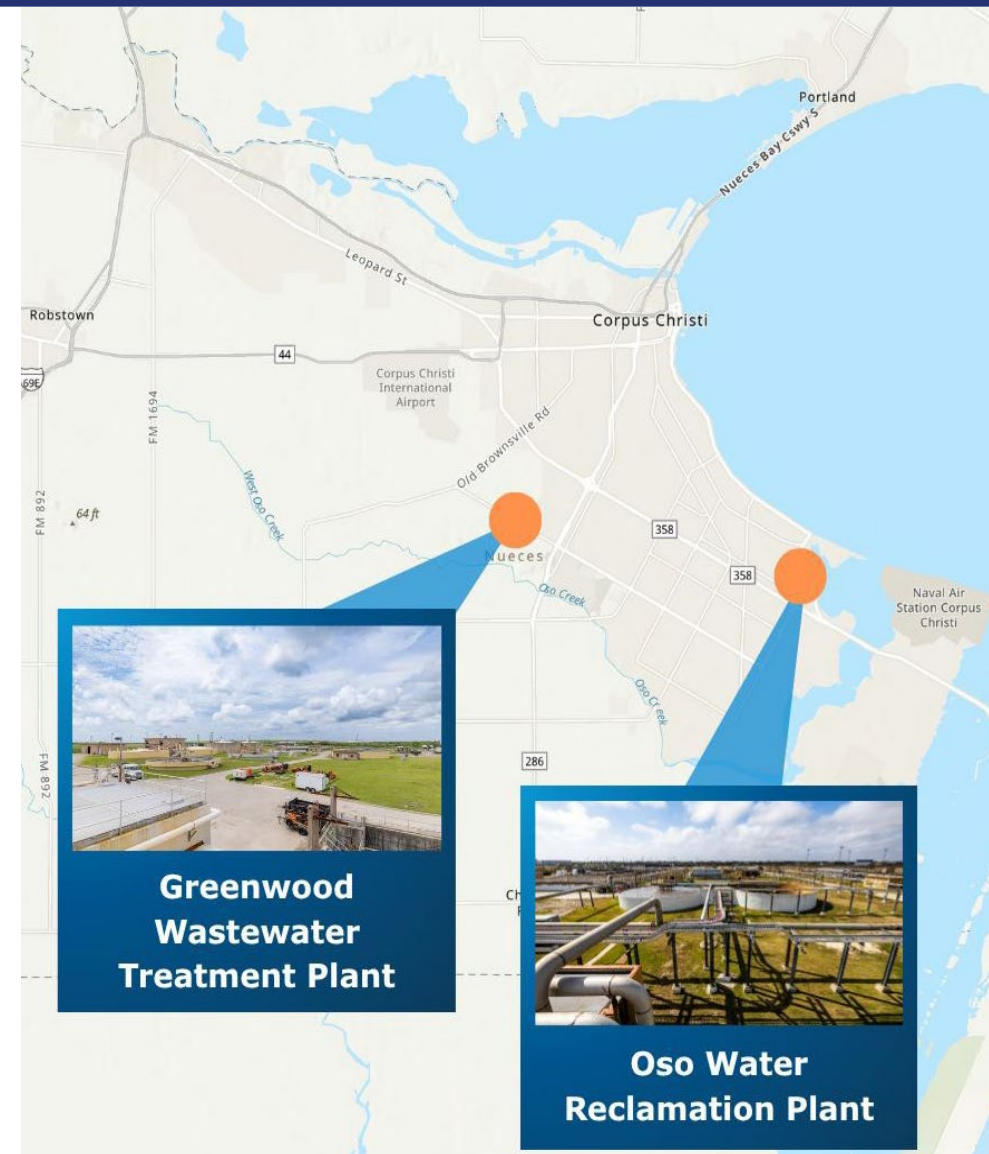 Portland
Nueces Bay Cswy S
Leopard St
Robstown
Corpus Christi
44
Corpus Christi
International
Airport
69E
FM 1694
Old Brownsville Rd
West Oso Creek
FM 892
64 ft
358
Nueces
358
Oso Creek
Naval Air
Station Corpus
Christi
Oso Creek
FM 892
286
Greenwood
Wastewater
Treatment Plant
Oso Water
Reclamation Plant